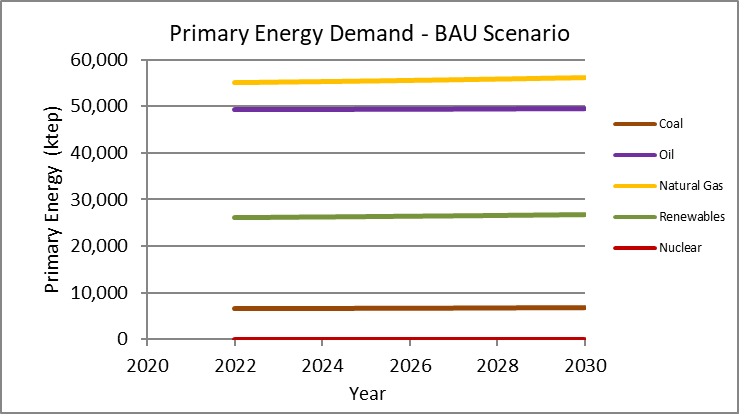 Primary Energy Demand - BAU Scenario
60,000
50,000
40,000
30,000
20,000
10,000
0
Primary Energy (ktep)
2020 2022 2024 2026 2028 2030
Year
Coal
Oil
Natural Gas
Renewables
Nuclear